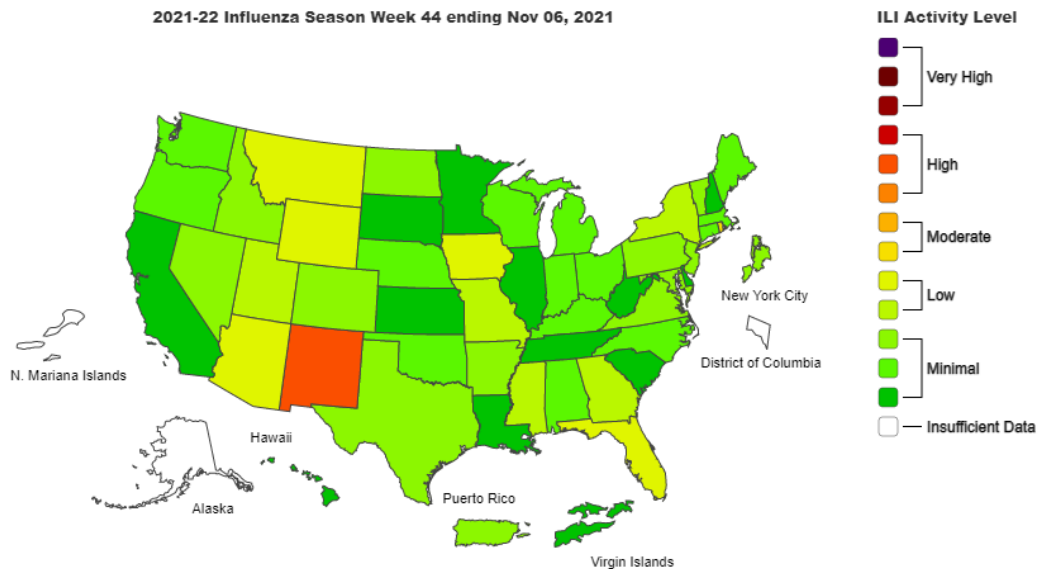 2021-22 Influenza Season Week 44 ending Nov 06, 2021
ILI Activity Level
Very High
High
Moderate
Low
Minimal
Insufficient Data
New York City
District of Columbia
N. Mariana Islands
Hawaii
Alaska
Puerto Rico
Virgin Islands